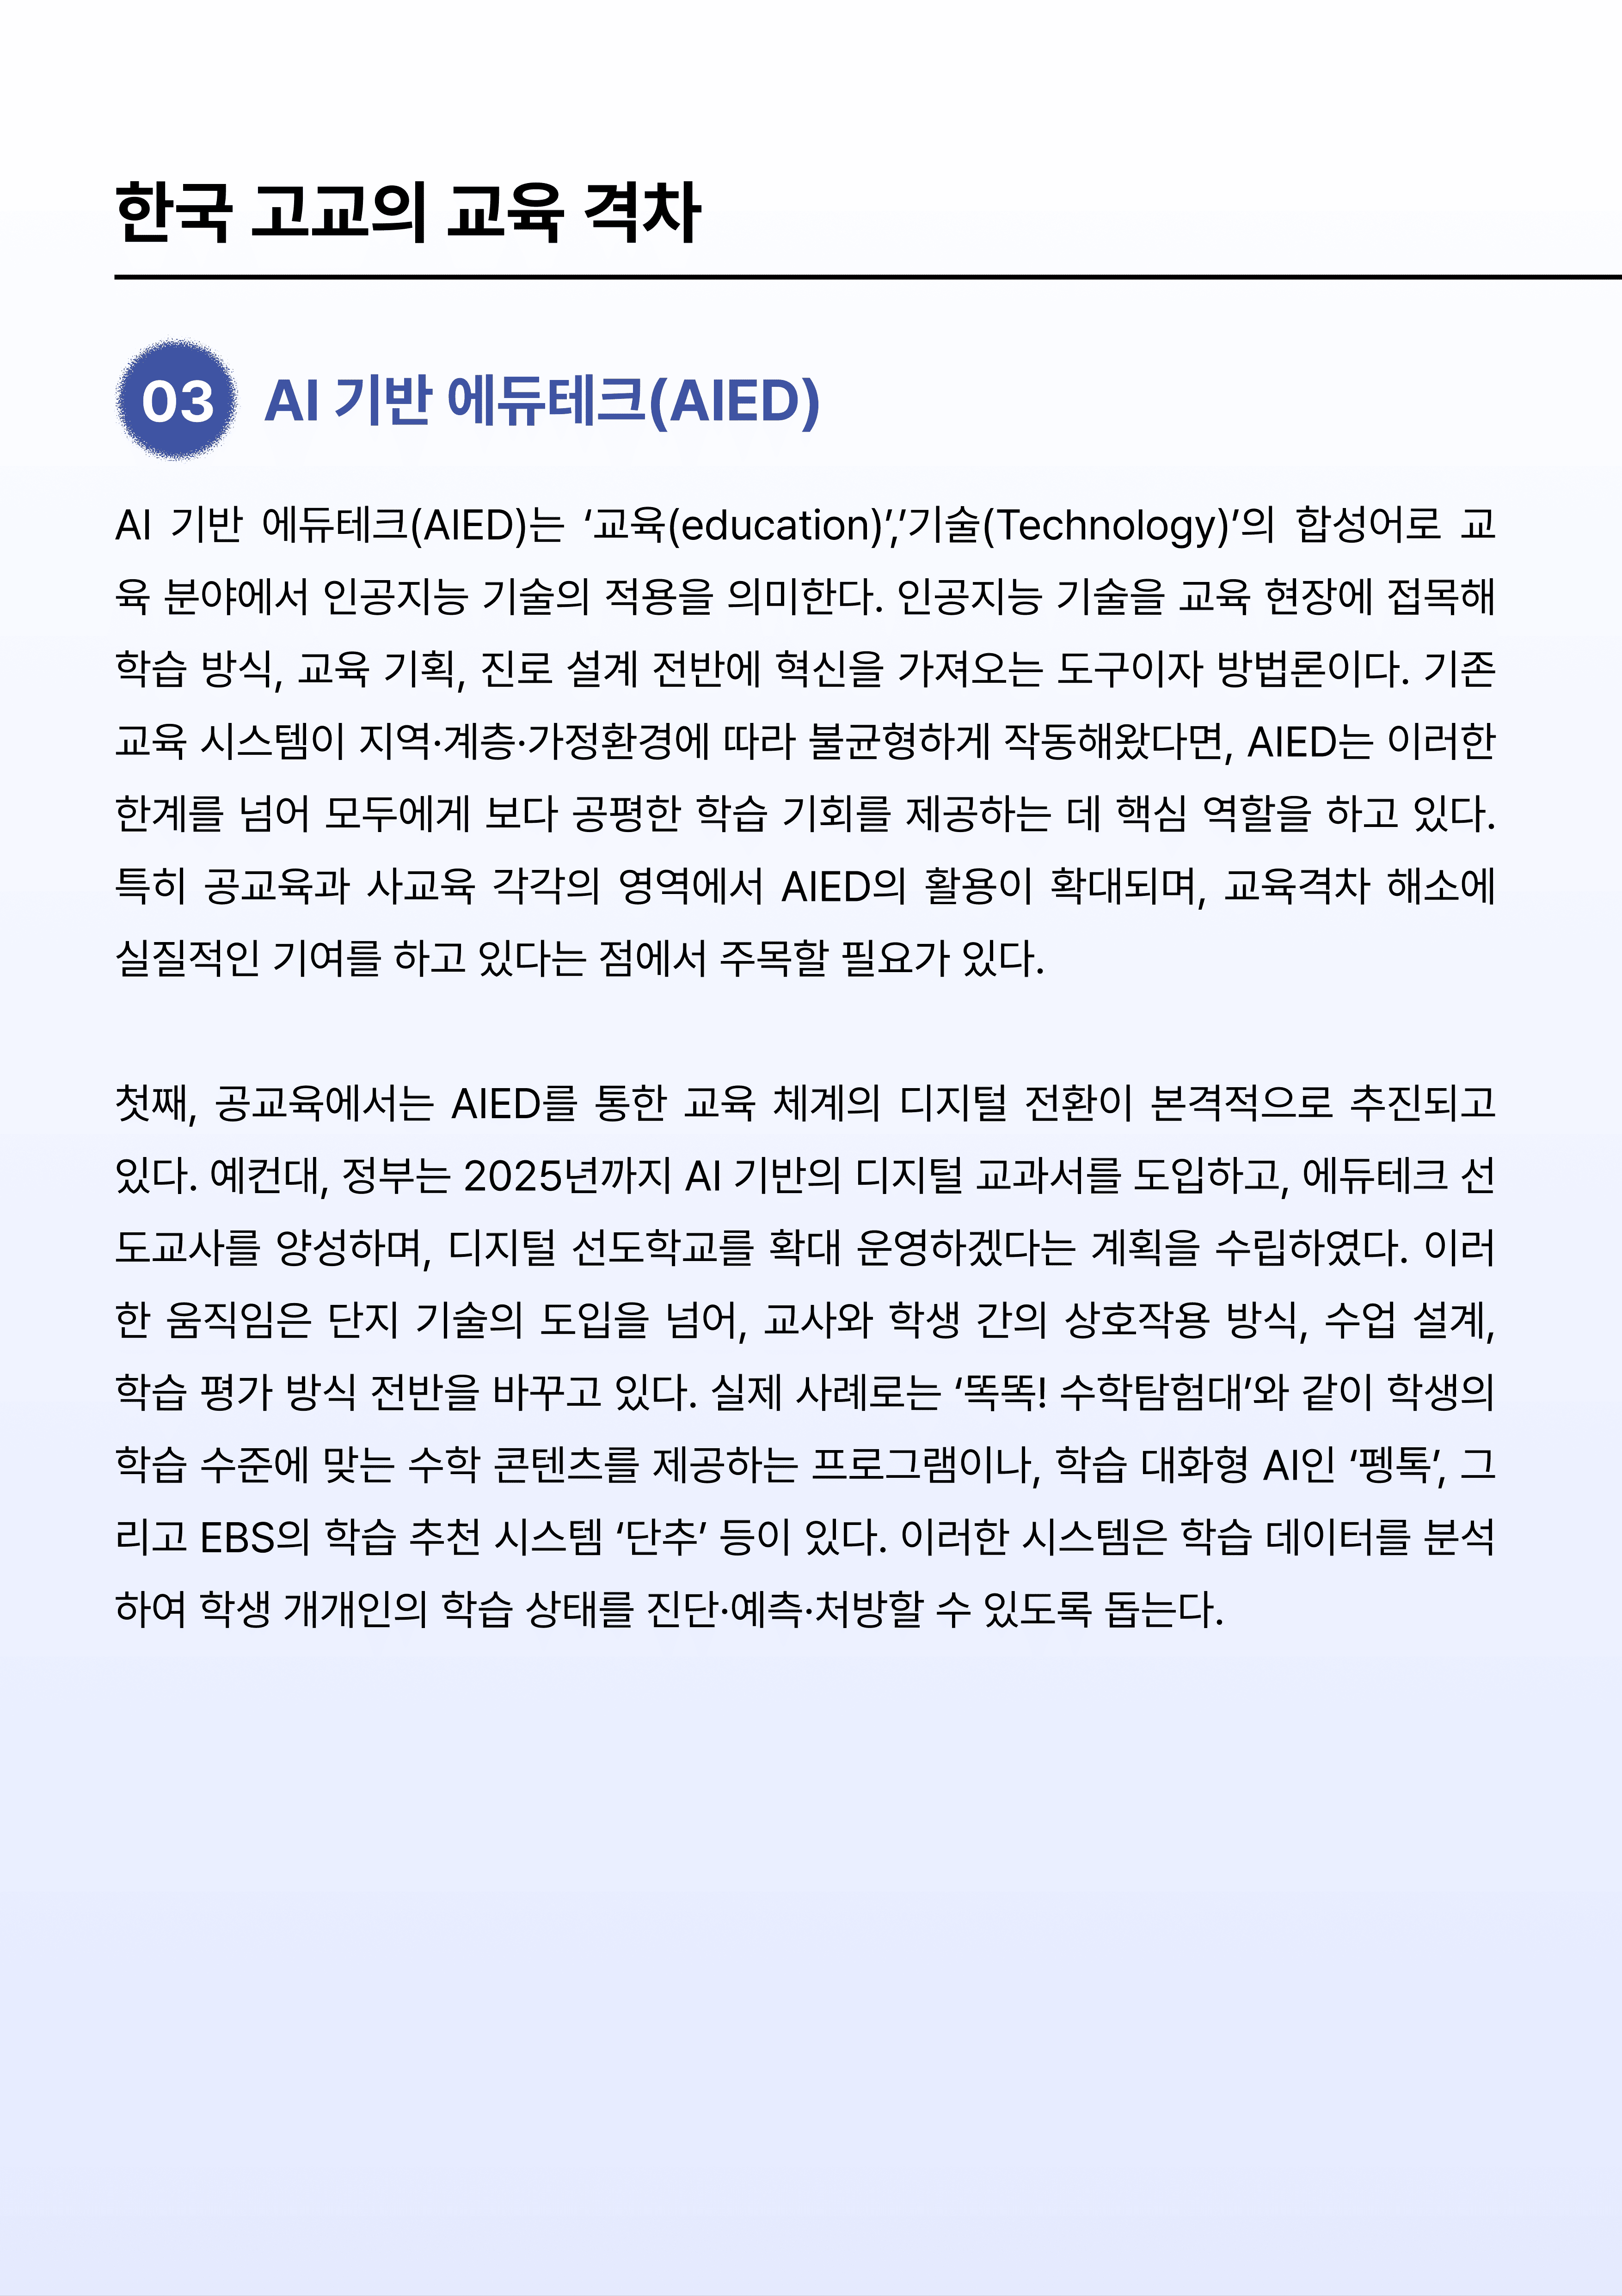 한국 고교의 교육 격차
03 AI 기반 에듀테크(AIED)
AI 기반 에듀테크(AIED)는 ‘교육(education)’,’기술(Technology)’의 합성어로 교
육 분야에서 인공지능 기술의 적용을 의미한다. 인공지능 기술을 교육 현장에 접목해
학습 방식, 교육 기획, 진로 설계 전반에 혁신을 가져오는 도구이자 방법론이다. 기존
교육 시스템이 지역·계층·가정환경에 따라 불균형하게 작동해왔다면, AIED는 이러한
한계를 넘어 모두에게 보다 공평한 학습 기회를 제공하는 데 핵심 역할을 하고 있다.
특히 공교육과 사교육 각각의 영역에서 AIED의 활용이 확대되며, 교육격차 해소에
실질적인 기여를 하고 있다는 점에서 주목할 필요가 있다.
첫째, 공교육에서는 AIED를 통한 교육 체계의 디지털 전환이 본격적으로 추진되고
있다. 예컨대, 정부는 2025년까지 AI 기반의 디지털 교과서를 도입하고, 에듀테크 선
도교사를 양성하며, 디지털 선도학교를 확대 운영하겠다는 계획을 수립하였다. 이러
한 움직임은 단지 기술의 도입을 넘어, 교사와 학생 간의 상호작용 방식, 수업 설계,
학습 평가 방식 전반을 바꾸고 있다. 실제 사례로는 ‘똑똑! 수학탐험대’와 같이 학생의
학습 수준에 맞는 수학 콘텐츠를 제공하는 프로그램이나, 학습 대화형 AI인 ‘펭톡’, 그
리고 EBS의 학습 추천 시스템 ‘단추’ 등이 있다. 이러한 시스템은 학습 데이터를 분석
하여 학생 개개인의 학습 상태를 진단·예측·처방할 수 있도록 돕는다.